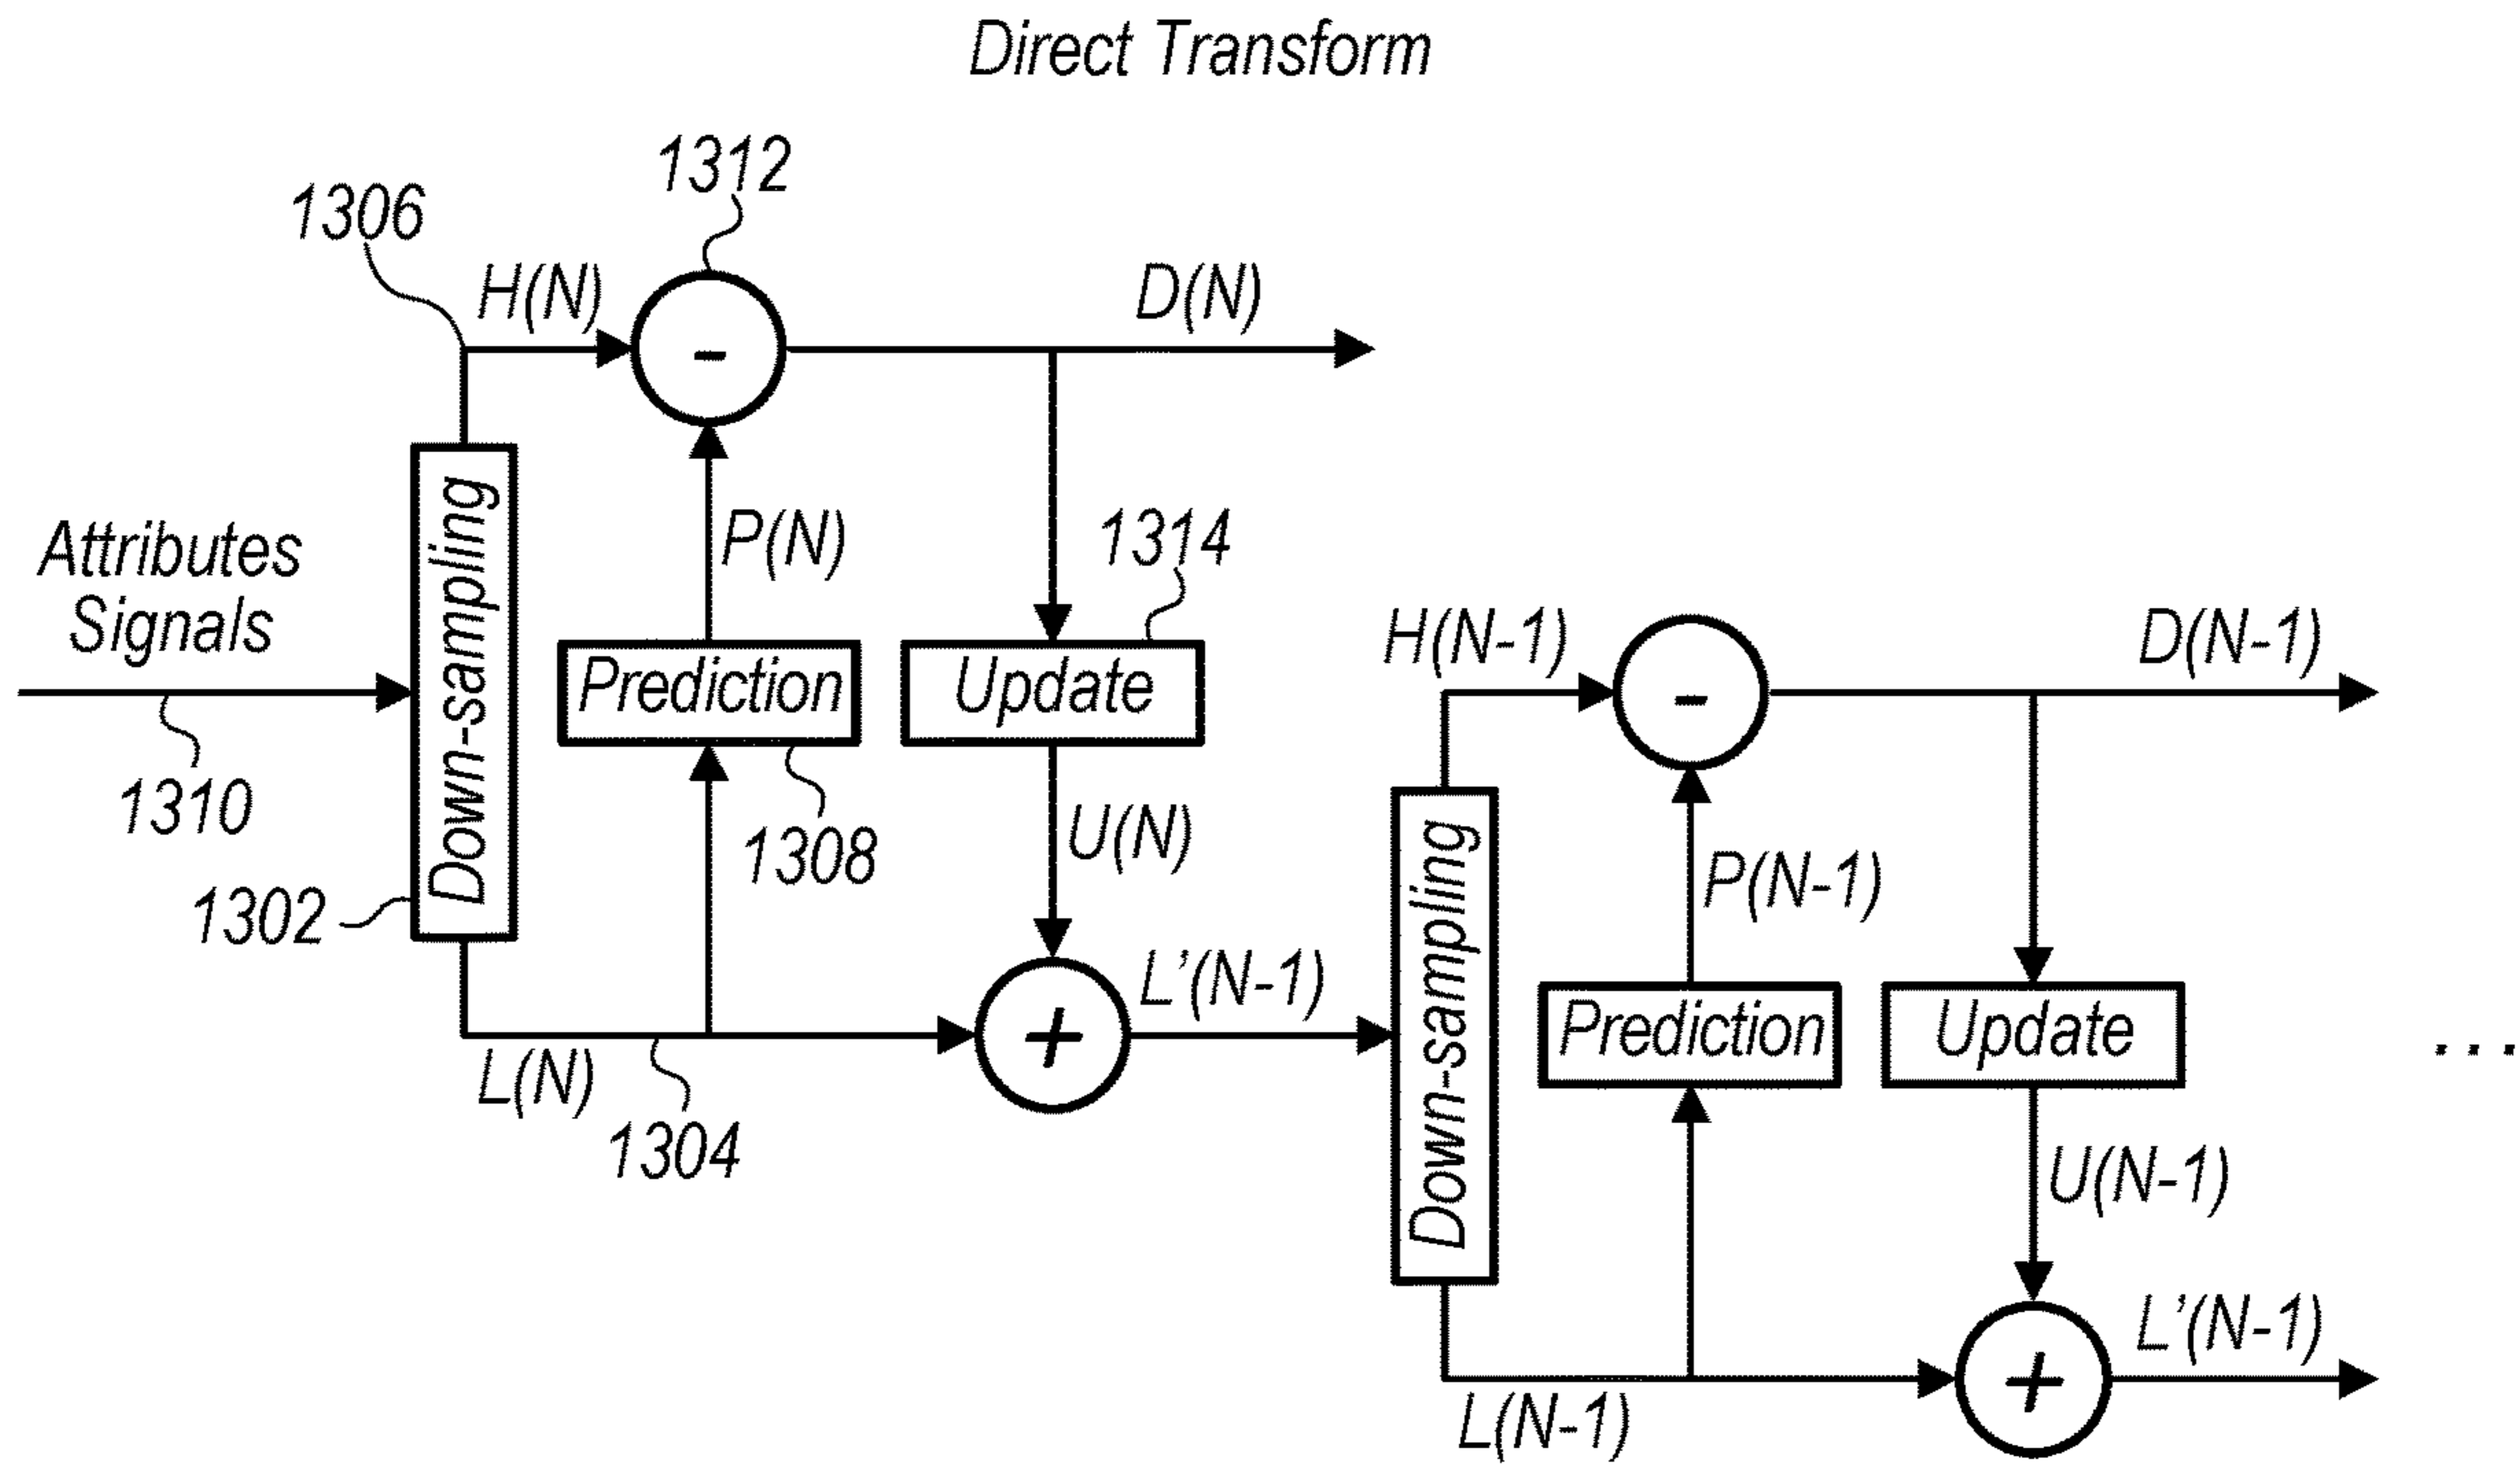 Direct Transform
1312
1306
H(N)
D(N)
-
Attributes
Signals
Down-sampling
P(N)
1314
Prediction
Update
1310
1308
U(N)
1302
L'(N-1)
+
L(N)
1304
H(N-1)
D(N-1)
-
Down-sampling
P(N-1)
Prediction
Update
...
U(N-1)
L'(N-1)
+
L(N-1)